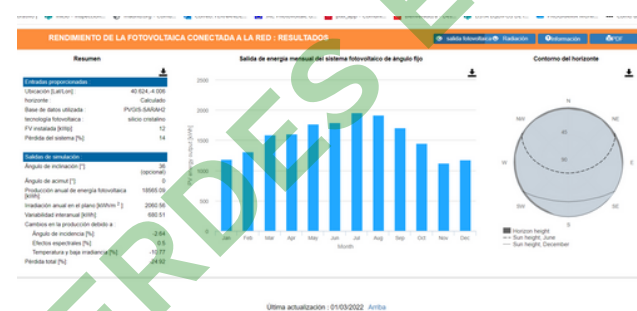 RENDIMIENTO DE LA FOTOVOLTAICA CONECTADA A LA RED : RESULTADOS
salida fotovoltaica Radiación Información PDF
Resumen
Entradas proporcionadas :
Ubicación [Lat/Lon]:
horizonte : Calculado
Base de datos utilizada : PVGIS-SARAH2
tecnología fotovoltaica : silicio cristalino
FV instalada [kWp]: 12
Pérdida del sistema [%]: 14
Salidas de simulación :
Ángulo de inclinación [°]: 36
(opcional)
Ángulo de acimut [°]: 0
Producción anual de energía fotovoltaica 18565.09
[kWh]:
Irradiación anual en el plano [kWh/m ² ]: 2060.56
Variabilidad interanual [kWh]: 680.51
Cambios en la producción debido a :
Ángulo de incidencia [%]: -2.64
Efectos espectrales [%]: 0.5
Temperatura y baja irradiancia [%]: -10.77
Pérdida total [%]: -24.92
Salida de energía mensual del sistema fotovoltaico de ángulo fijo
PV energy output [kWh]
2500
2000
1500
1000
500
0
Jan Feb Mar Apr May Jun Jul Aug Sep Oct Nov Dec
Month
Contorno del horizonte
N
NW NE
W E
SW SE
S
Horizon height
Sun height, June
Sun height, December
Última actualización : 01/03/2022 Arriba
ERDES